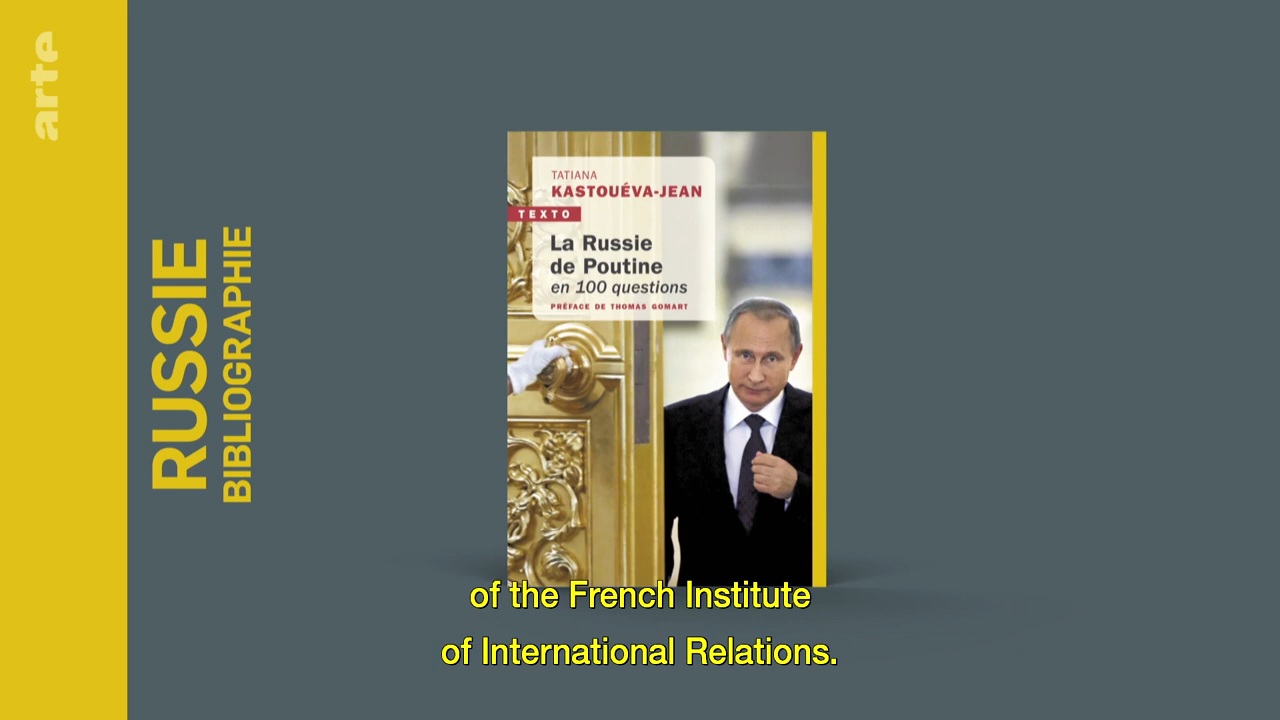 arte
RUSSIE
BIBLIOGRAPHIE
TATIANA
KASTOUÉVA-JEAN
TEXTO
La Russie
de Poutine
en 100 questions
PRÉFACE DE THOMAS GOMART
of the French Institute
of International Relations.